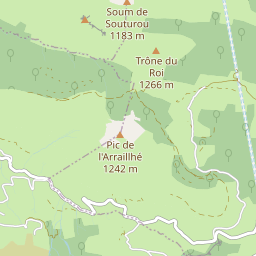 Soum de
Souturou
1183 m
Trône du
Roi
1266 m
Pic de
l'Arraillhé
1242 m